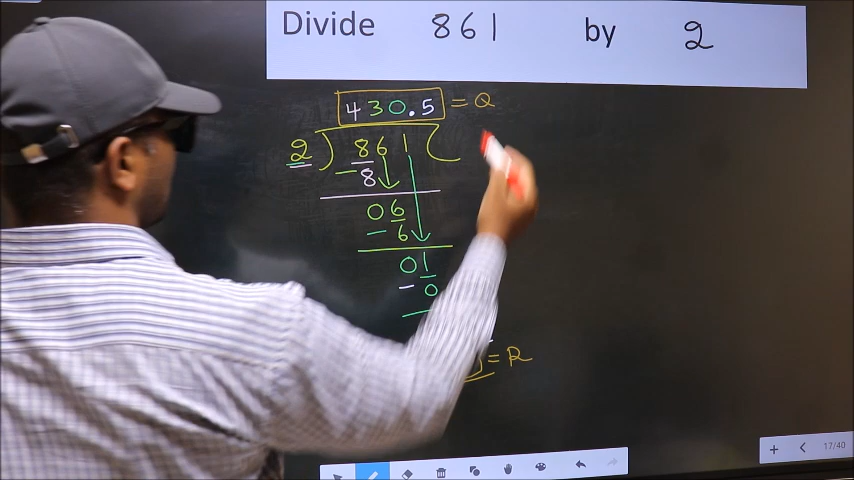 Divide 861 by 2
430.5 = Q
2 ) 861 (
- 8
06
- 6
01
- 0
= R
17/40